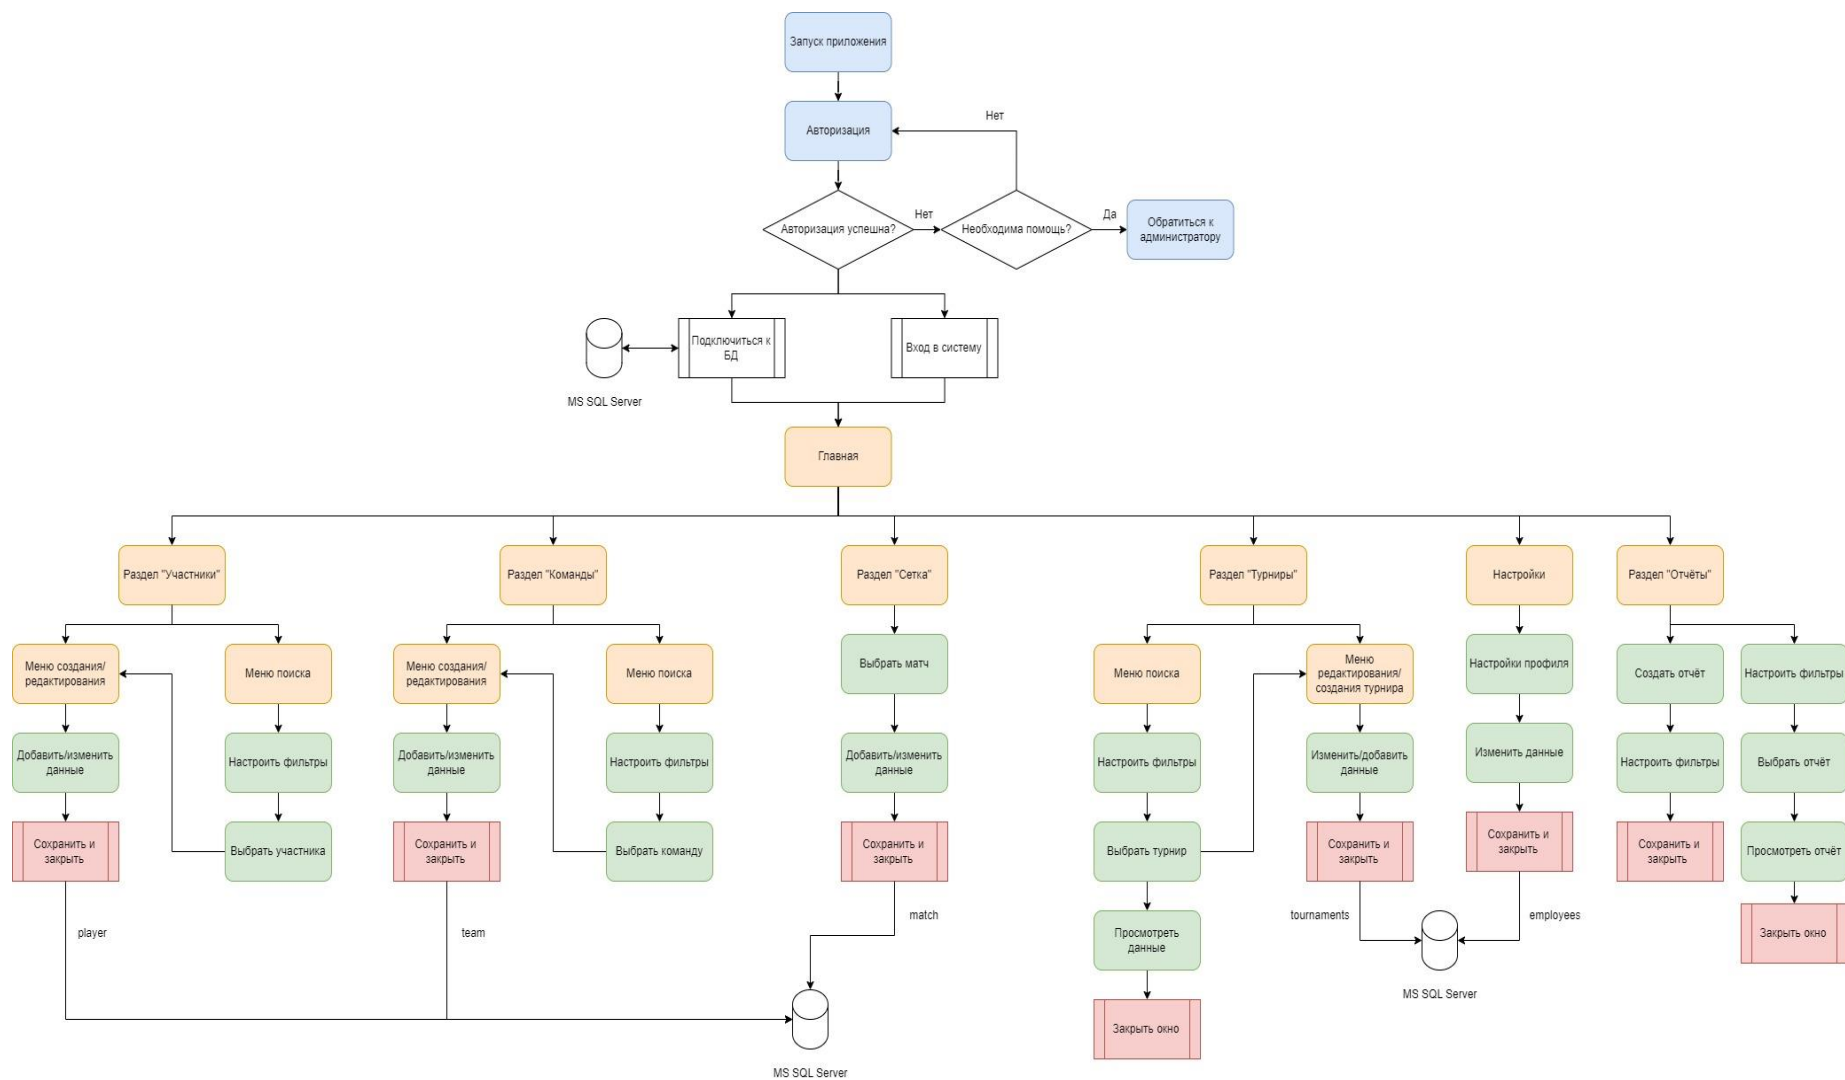 Запуск приложения
Нет
Авторизация
Авторизация успешна?
Нет
Необходима помощь?
Да
Обратиться к
администратору
Подключиться к
БД
Вход в систему
MS SQL Server
Главная
Раздел "Участники"
Раздел "Команды"
Раздел "Сетка"
Раздел "Турниры"
Настройки
Раздел "Отчёты"
Меню создания/
редактирования
Меню поиска
Меню создания/
редактирования
Меню поиска
Выбрать матч
Меню поиска
Меню
редактирования/
создания турнира
Настройки профиля
Создать отчёт
Настроить фильтры
Добавить/изменить
данные
Настроить фильтры
Добавить/изменить
данные
Настроить фильтры
Добавить/изменить
данные
Настроить фильтры
Изменить/добавить
данные
Изменить данные
Настроить фильтры
Выбрать отчёт
Сохранить и
закрыть
Выбрать участника
Сохранить и
закрыть
Выбрать команду
Сохранить и
закрыть
Выбрать турнир
Сохранить и
закрыть
Сохранить и
закрыть
Сохранить и
закрыть
Просмотреть отчёт
player
team
match
Просмотреть
данные
tournaments
employees
Закрыть окно
MS SQL Server
Закрыть окно
MS SQL Server